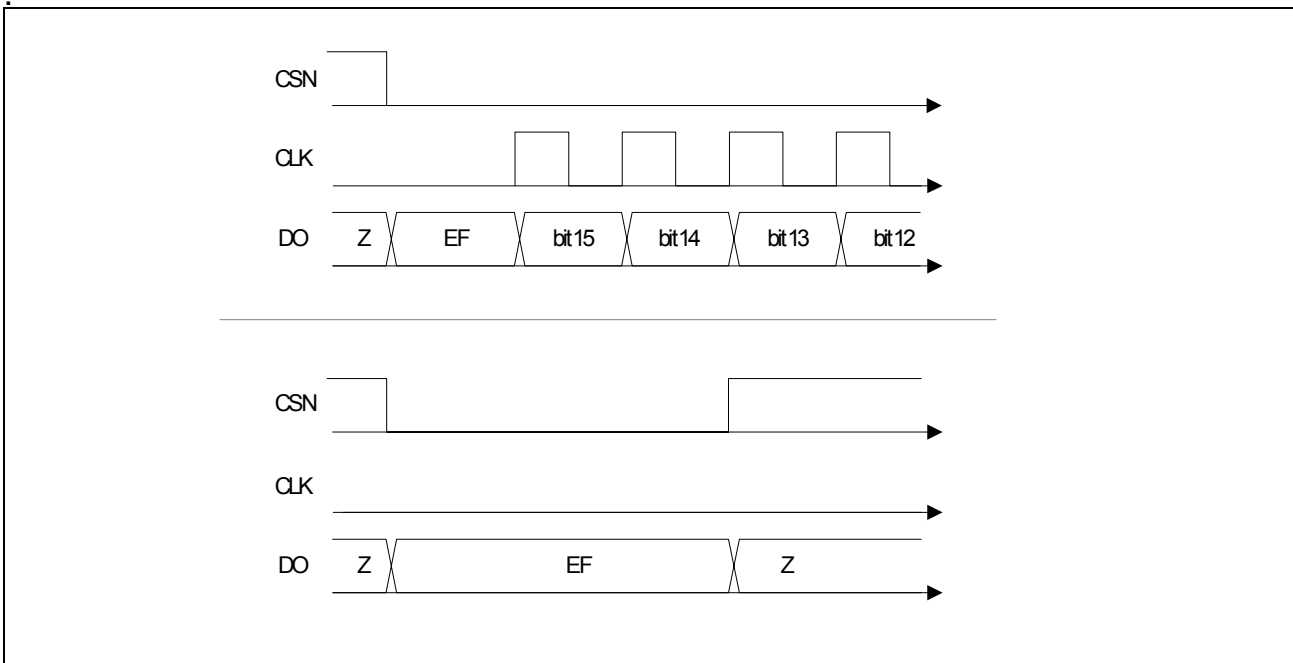 CSN
CLK
DO Z EF bit15 bit14 bit13 bit12
CSN
CLK
DO Z EF Z